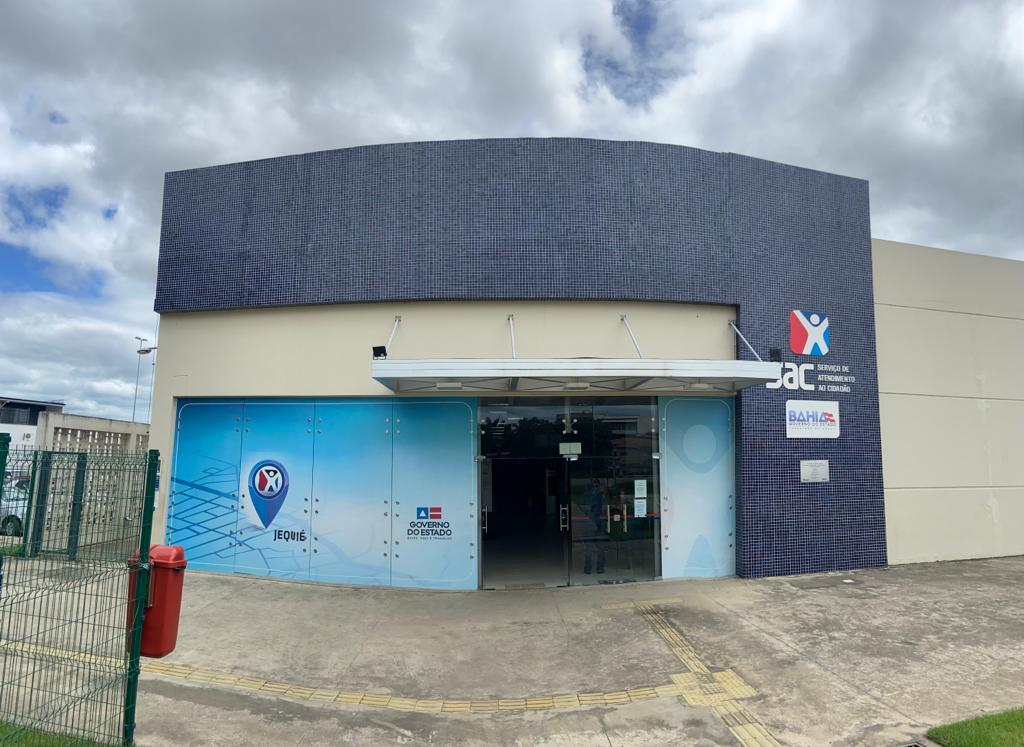 sac
SERVIÇO DE
ATENDIMENTO
AO CIDADÃO
BAHIA
GOVERNO DO ESTADO
JEQUIÉ
GOVERNO
DO ESTADO